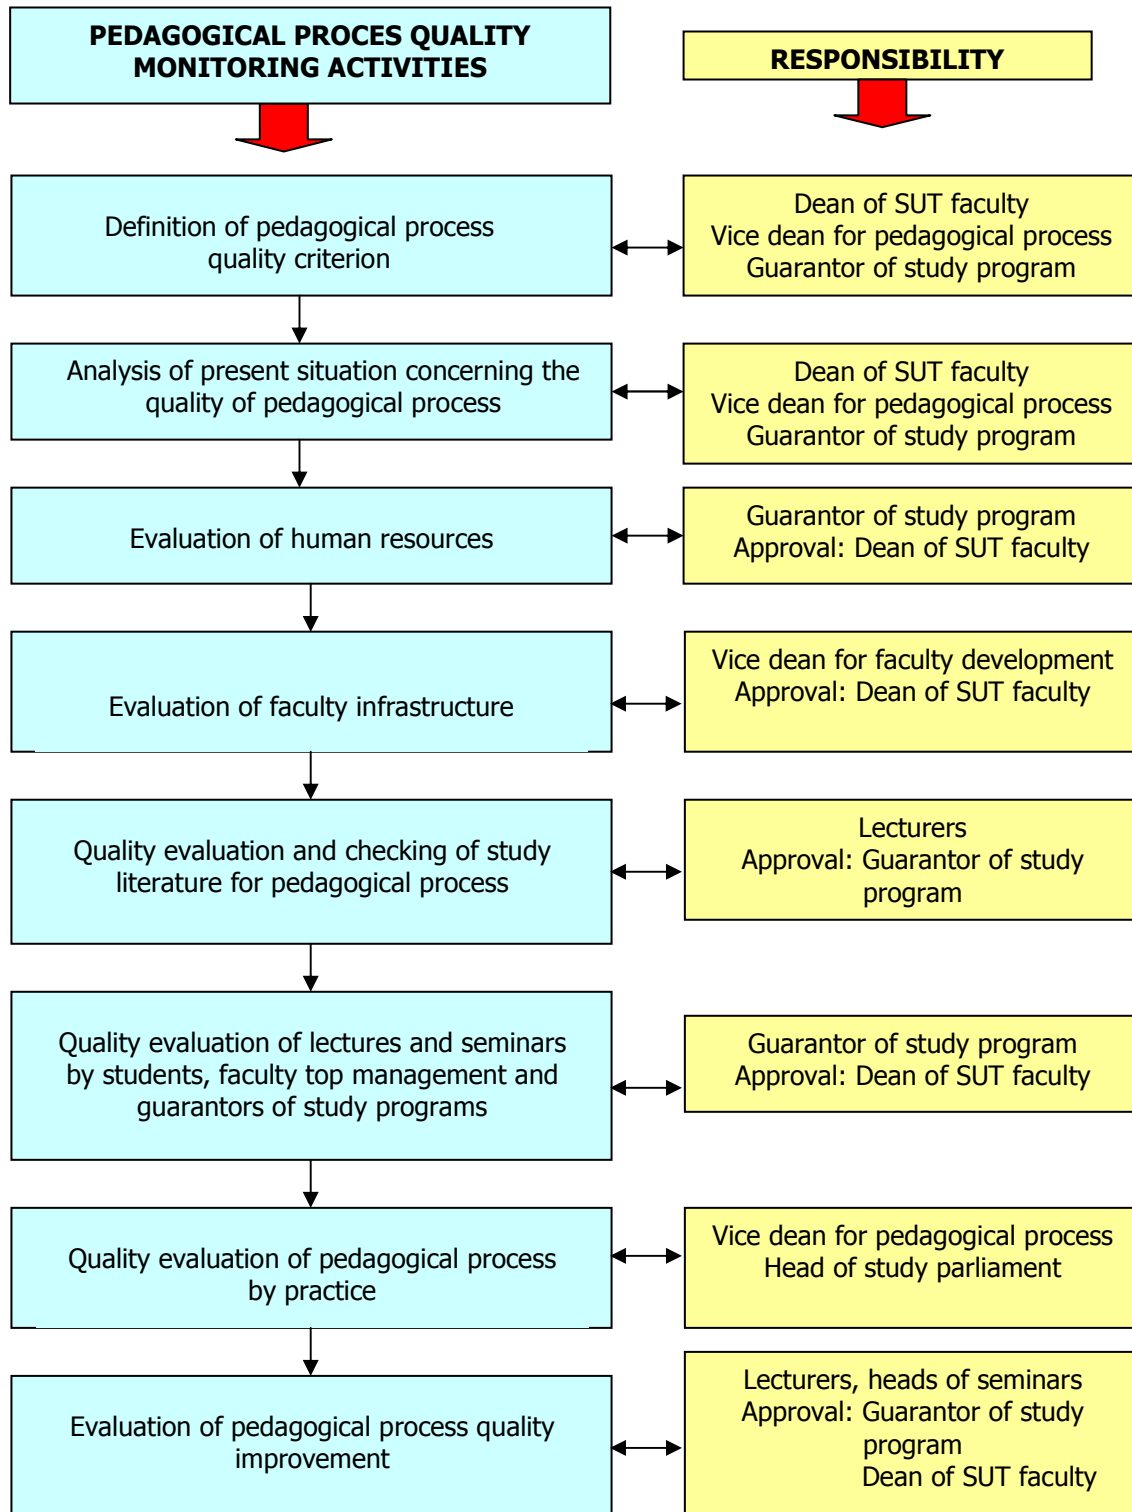 PEDAGOGICAL PROCES QUALITY
MONITORING ACTIVITIES
RESPONSIBILITY
Definition of pedagogical process
quality criterion
Dean of SUT faculty
Vice dean for pedagogical process
Guarantor of study program
Analysis of present situation concerning the
quality of pedagogical process
Dean of SUT faculty
Vice dean for pedagogical process
Guarantor of study program
Evaluation of human resources
Guarantor of study program
Approval: Dean of SUT faculty
Evaluation of faculty infrastructure
Vice dean for faculty development
Approval: Dean of SUT faculty
Quality evaluation and checking of study
literature for pedagogical process
Lecturers
Approval: Guarantor of study
program
Quality evaluation of lectures and seminars
by students, faculty top management and
guarantors of study programs
Guarantor of study program
Approval: Dean of SUT faculty
Quality evaluation of pedagogical process
by practice
Vice dean for pedagogical process
Head of study parliament
Evaluation of pedagogical process quality
improvement
Lecturers, heads of seminars
Approval: Guarantor of study
program
Dean of SUT faculty